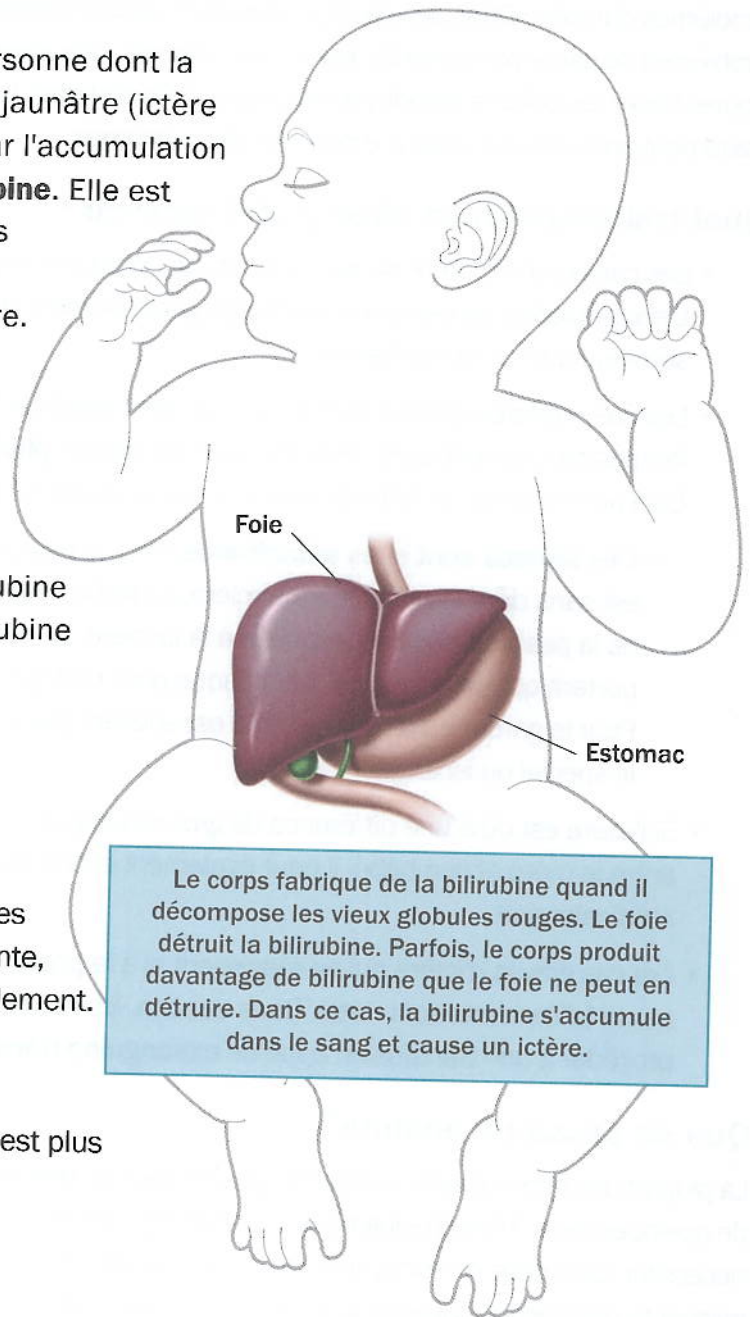 rsonne dont la
jaunâtre (ictère
r l'accumulation
bine. Elle est
s
re.
Foie
ubine
ubine
Estomac
Le corps fabrique de la bilirubine quand il
décompose les vieux globules rouges. Le foie
détruit la bilirubine. Parfois, le corps produit
davantage de bilirubine que le foie ne peut en
détruire. Dans ce cas, la bilirubine s'accumule
dans le sang et cause un ictère.
es
nte,
lement.
est plus